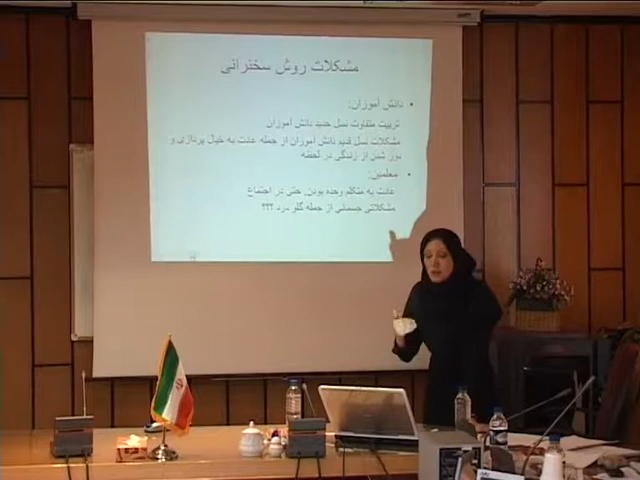 مشکلات روش سخنرانی
• دانش آموزان:
تربیت متفاوت نسل جدید دانش آموزان
مشکلات نسل قدیم دانش آموزان از جمله عادت به خیال پردازی و
دور شدن از زندگی در لحظه
• معلمین:
عادت به متکلم وحده بودن، حتی در اجتماع
مشکلاتی جسمانی از جمله گلو درد ؟؟؟